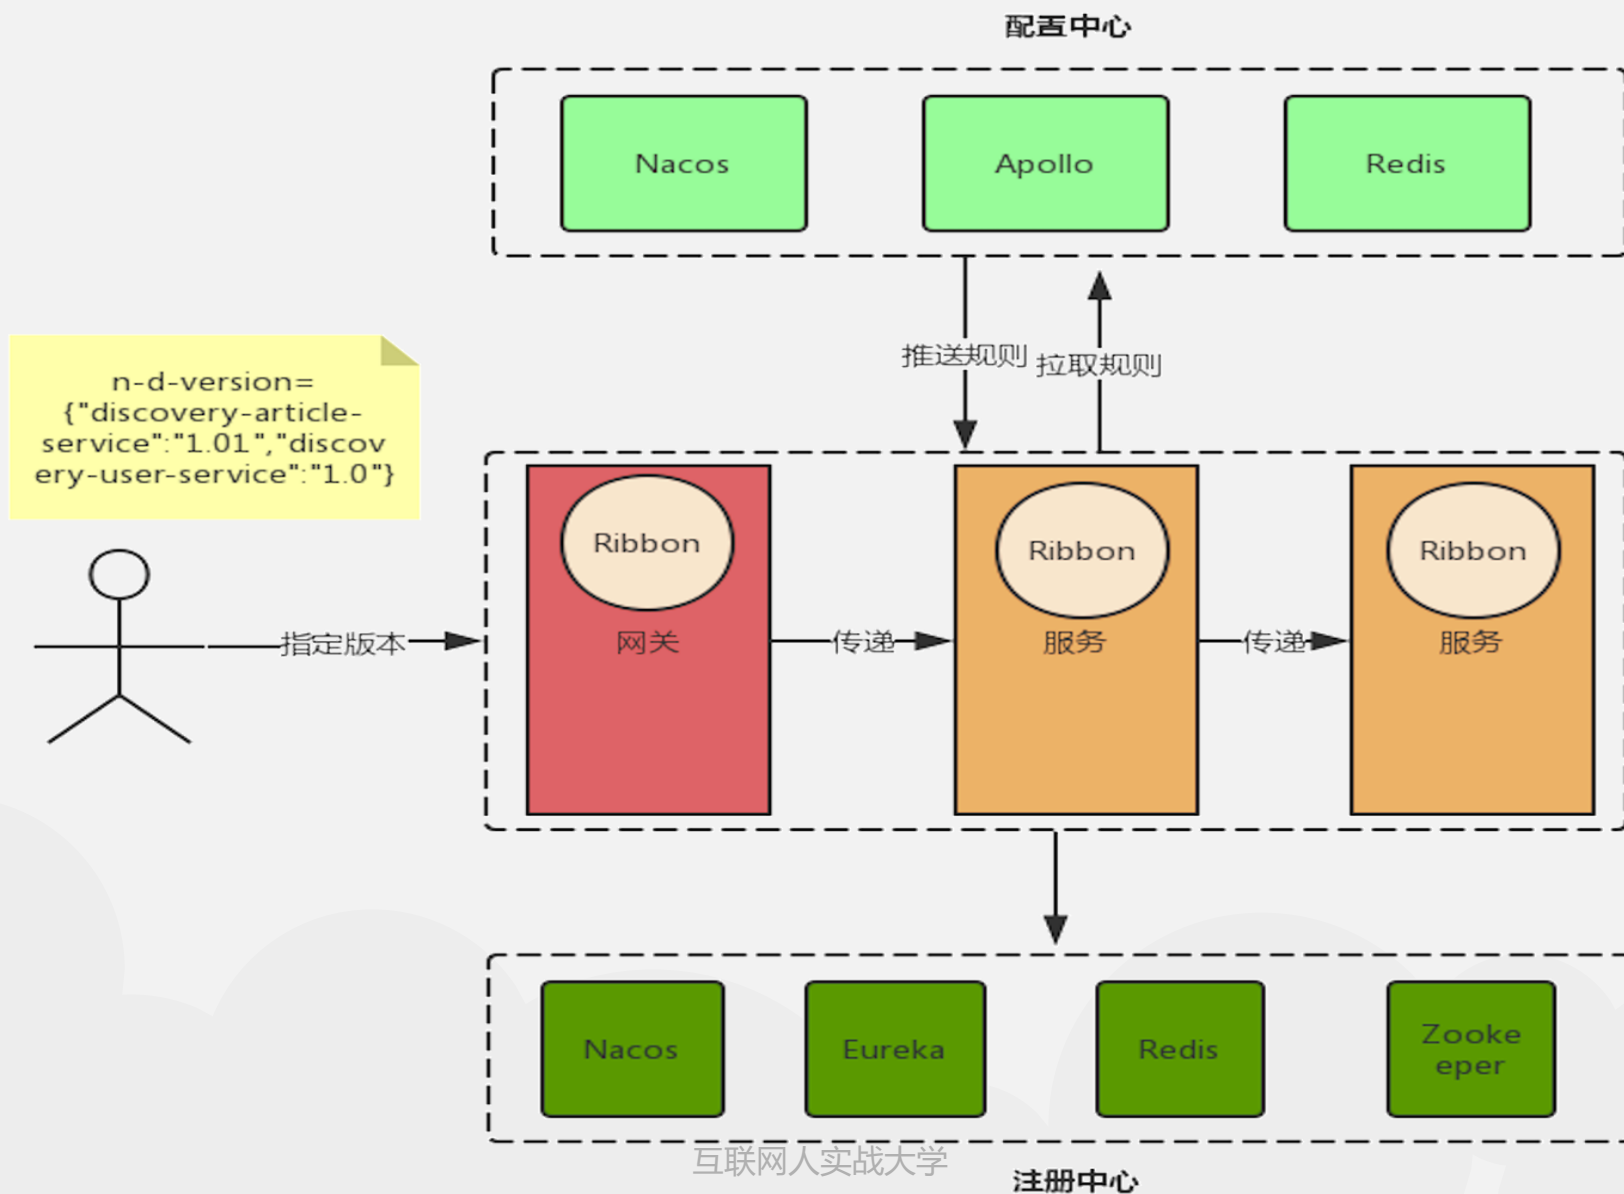 配置中心
Nacos
Apollo
Redis
推送规则
拉取规则
n-d-version=
{"discovery-article-
service":"1.01","discov
ery-user-service":"1.0"}
Ribbon
Ribbon
Ribbon
指定版本
网关
传递
服务
传递
服务
Nacos
Eureka
Redis
Zooke
eper
互联网人实战大学
注册中心